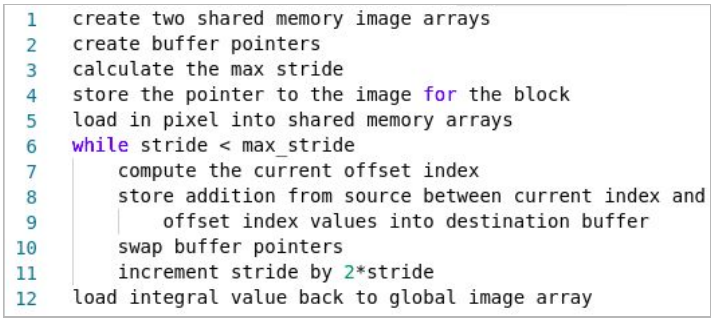 1 create two shared memory image arrays
2 create buffer pointers
3 calculate the max stride
4 store the pointer to the image for the block
5 load in pixel into shared memory arrays
6 while stride < max_stride
7 compute the current offset index
8 store addition from source between current index and
9 offset index values into destination buffer
10 swap buffer pointers
11 increment stride by 2*stride
12 load integral value back to global image array